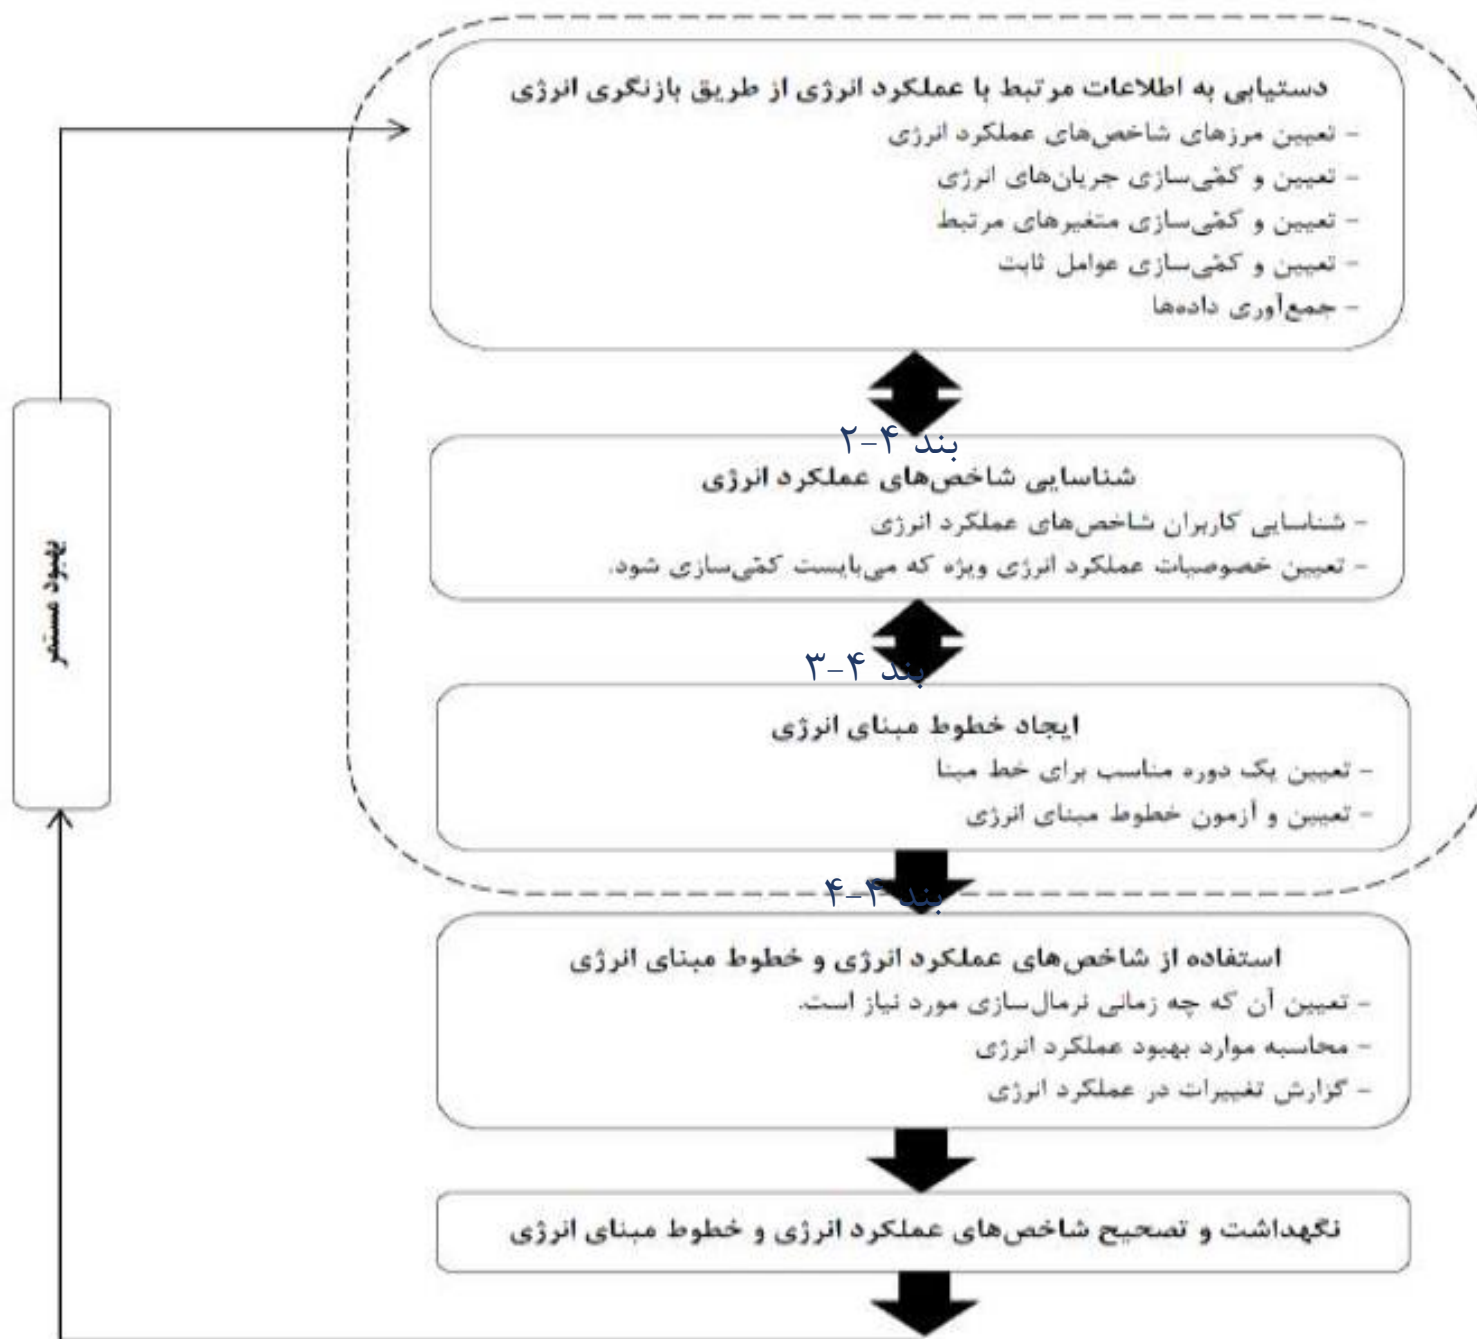 دستیابی به اطلاعات مرتبط با عملکرد انرژی از طریق بازنگری انرژی
- تعیین مرزهای شاخص‌های عملکرد انرژی
- تعیین و کمّی‌سازی جریان‌های انرژی
- تعیین و کمّی‌سازی متغیرهای مرتبط
- تعیین و کمّی‌سازی عوامل ثابت
- جمع‌آوری داده‌ها
بند ۴-۲
شناسایی شاخص‌های عملکرد انرژی
- شناسایی کاربران شاخص‌های عملکرد انرژی
- تعیین خصوصیات عملکرد انرژی ویژه که می‌بایست کمّی‌سازی شود.
بند ۴-۳
ایجاد خطوط مبنای انرژی
- تعیین یک دوره مناسب برای خط مبنا
- تعیین و آزمون خطوط مبنای انرژی
بند ۴-۴
استفاده از شاخص‌های عملکرد انرژی و خطوط مبنای انرژی
- تعیین آن که چه زمانی نرمال‌سازی مورد نیاز است.
- محاسبه موارد بهبود عملکرد انرژی
- گزارش تغییرات در عملکرد انرژی
نگهداشت و تصحیح شاخص‌های عملکرد انرژی و خطوط مبنای انرژی
بهبود مستمر